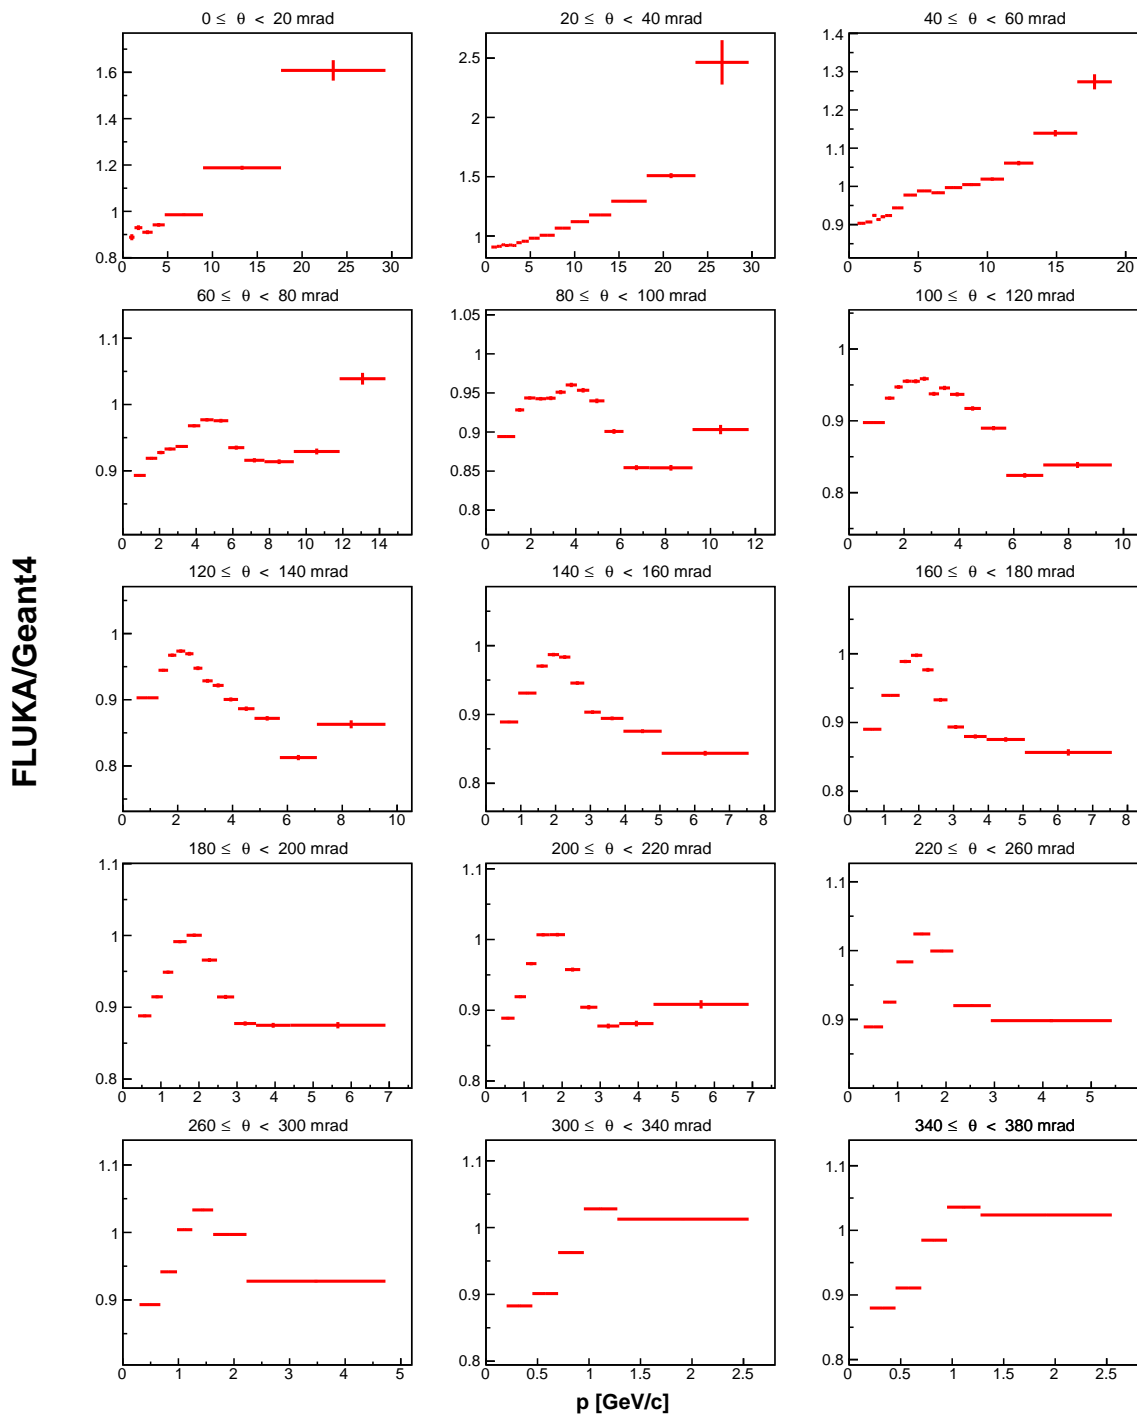 0 ≤ θ < 20 mrad
20 ≤ θ < 40 mrad
40 ≤ θ < 60 mrad
1.6
1.4
1.2
1
0.8
0 5 10 15 20 25 30
2.5
2
1.5
1
0 5 10 15 20 25 30
1.4
1.3
1.2
1.1
1
0.9
0 5 10 15 20
60 ≤ θ < 80 mrad
80 ≤ θ < 100 mrad
100 ≤ θ < 120 mrad
1.1
1
0.9
0 2 4 6 8 10 12 14
1.05
1
0.95
0.9
0.85
0.8
0 2 4 6 8 10 12
1
0.9
0.8
0 2 4 6 8 10
120 ≤ θ < 140 mrad
140 ≤ θ < 160 mrad
160 ≤ θ < 180 mrad
1
0.9
0.8
0 2 4 6 8 10
1
0.9
0.8
0 1 2 3 4 5 6 7 8
1
0.9
0.8
0 1 2 3 4 5 6 7 8
180 ≤ θ < 200 mrad
200 ≤ θ < 220 mrad
220 ≤ θ < 260 mrad
1.1
1
0.9
0.8
0 1 2 3 4 5 6 7
1.1
1
0.9
0.8
0 1 2 3 4 5 6 7
1.1
1
0.9
0 1 2 3 4 5
260 ≤ θ < 300 mrad
300 ≤ θ < 340 mrad
340 ≤ θ < 380 mrad
1.1
1
0.9
0 1 2 3 4 5
1.1
1
0.9
0.8
0 0.5 1 1.5 2 2.5
1.1
1
0.9
0.8
0 0.5 1 1.5 2 2.5
FLUKA/Geant4
p [GeV/c]